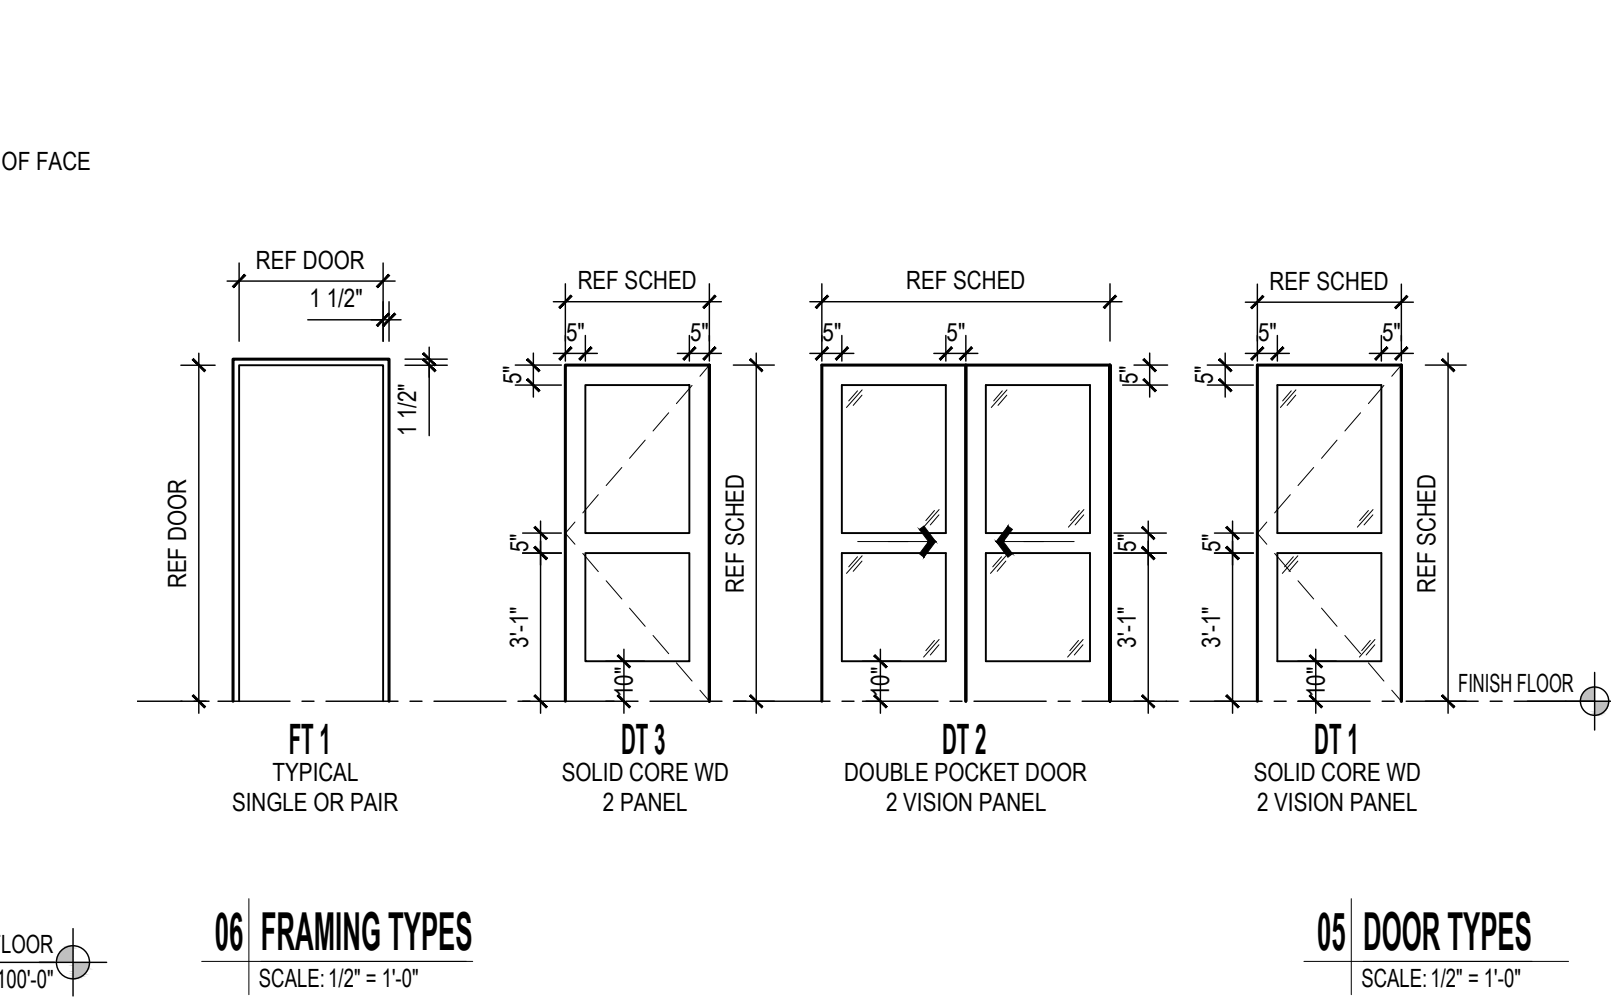 OF FACE
REF DOOR
1 1/2"
1 1/2"
REF DOOR
FT 1
TYPICAL
SINGLE OR PAIR
REF SCHED
5"
5"
5"
5"
3'-1"
10"
REF SCHED
DT 3
SOLID CORE WD
2 PANEL
REF SCHED
5"
5"
5"
5"
3'-1"
10"
DT 2
DOUBLE POCKET DOOR
2 VISION PANEL
REF SCHED
5"
5"
5"
5"
3'-1"
10"
REF SCHED
DT 1
SOLID CORE WD
2 VISION PANEL
FINISH FLOOR
LOOR
100'-0"
06 FRAMING TYPES
SCALE: 1/2" = 1'-0"
05 DOOR TYPES
SCALE: 1/2" = 1'-0"